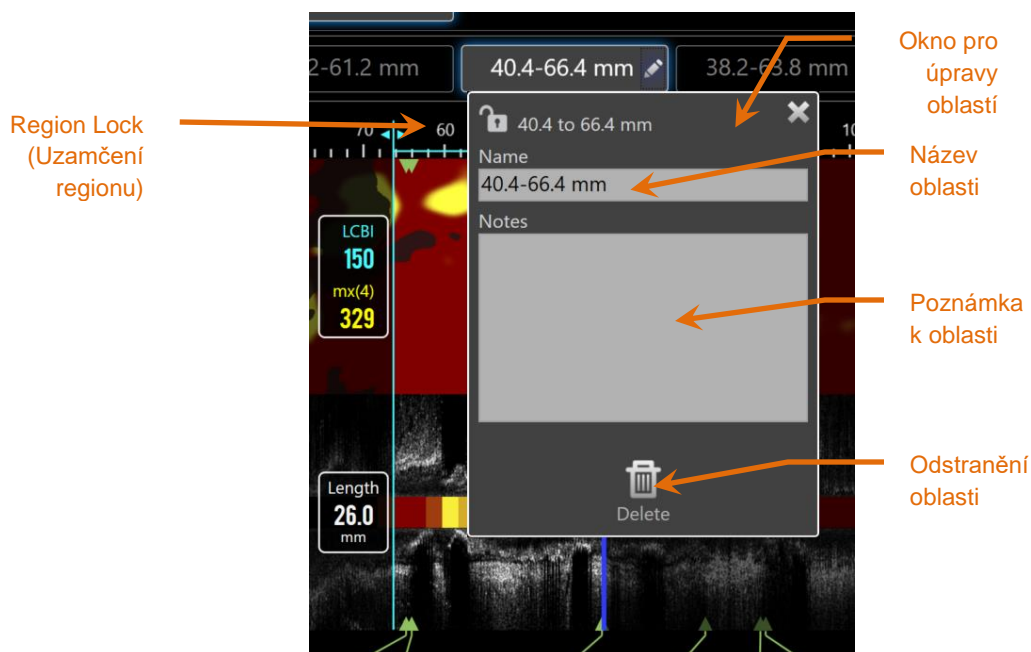 2-61.2 mm
40.4-66.4 mm
38.2-63.8 mm
Okno pro
úpravy
oblastí
Region Lock
(Uzamčení
regionu)
70
60
40.4 to 66.4 mm
Name
40.4-66.4 mm
Název
oblasti
Notes
LCBI
150
mx(4)
329
Poznámka
k oblasti
Length
26.0
mm
Delete
Odstranění
oblasti